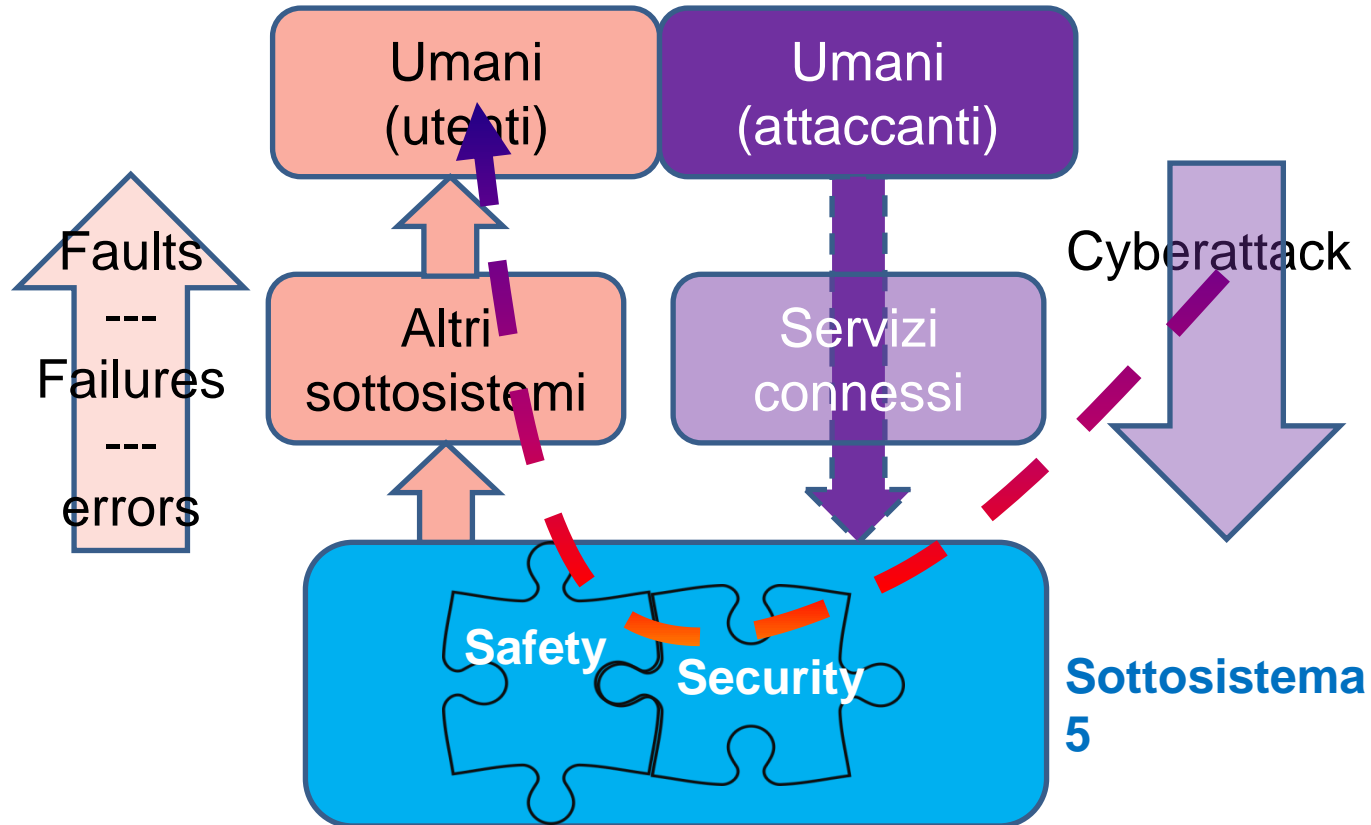 Umani
(utenti)
Umani
(attaccanti)
Faults
---
Failures
---
errors
Altri
sottosistemi
Servizi
connessi
Cyberattack
Safety
Security
Sottosistema
5